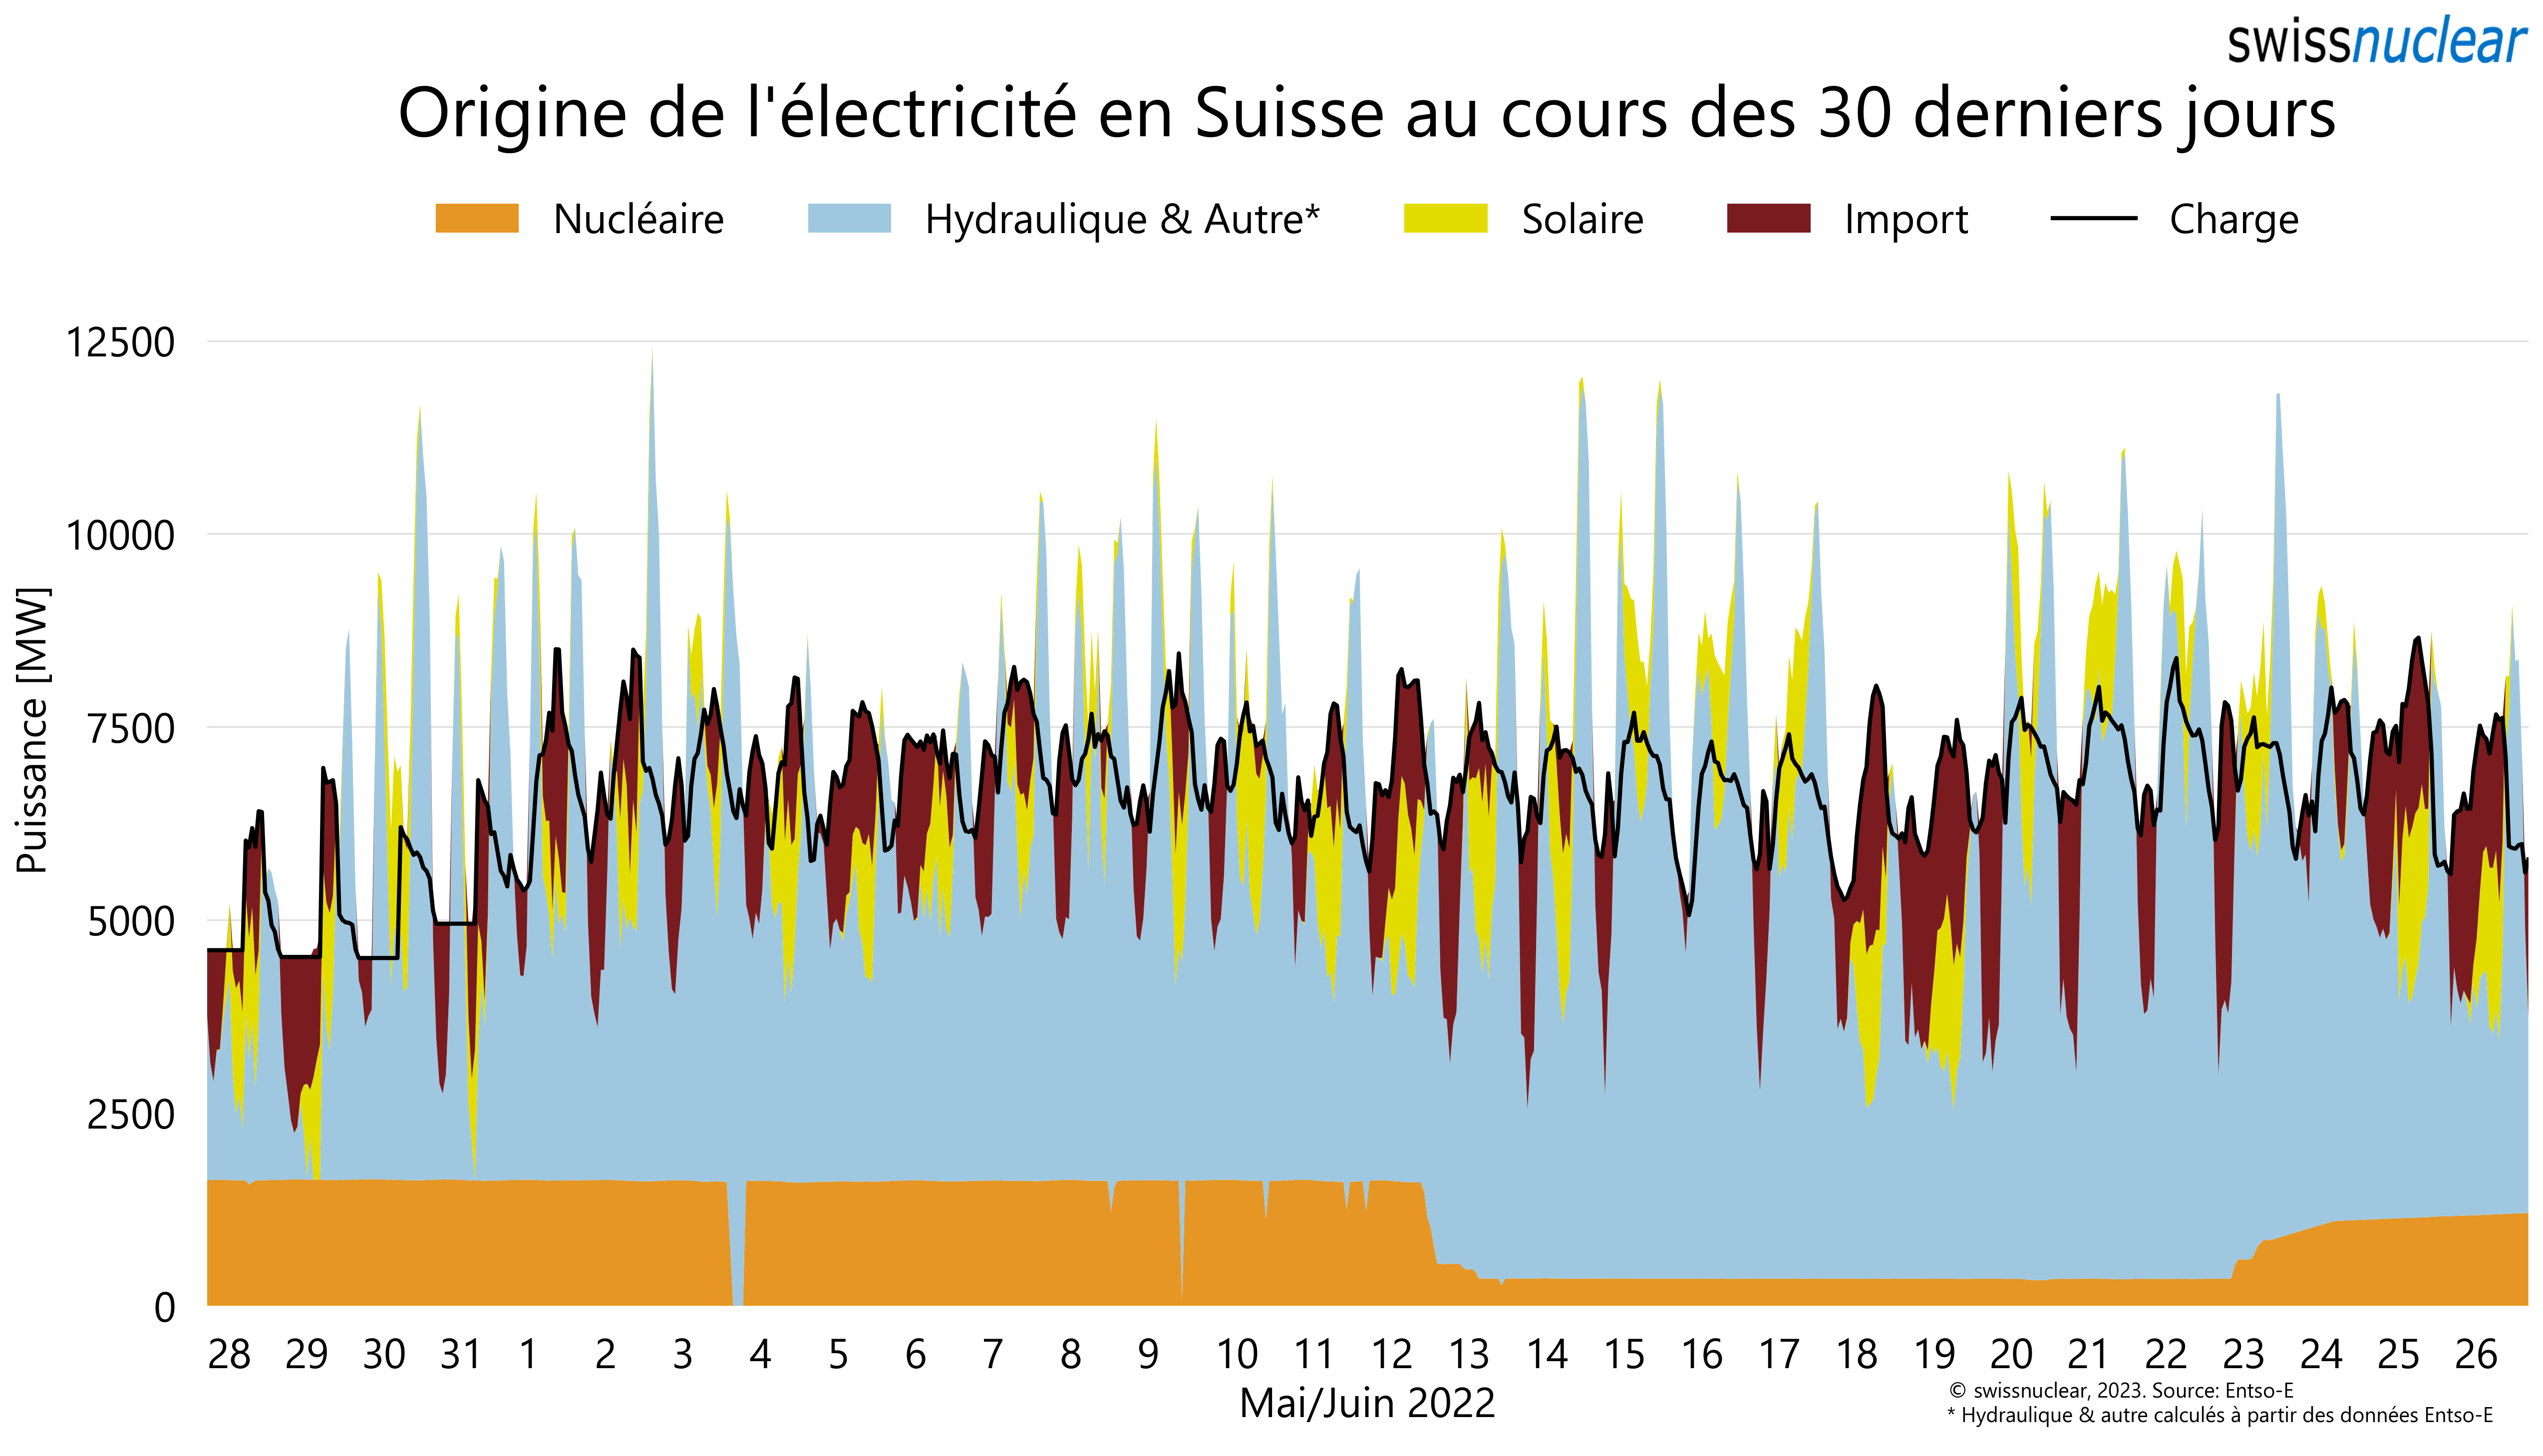 swissnuclear
Origine de l'électricité en Suisse au cours des 30 derniers jours
Nucléaire Hydraulique & Autre* Solaire Import Charge
12500
10000
7500
5000
2500
0
Puissance [MW]
28 29 30 31 1 2 3 4 5 6 7 8 9 10 11 12 13 14 15 16 17 18 19 20 21 22 23 24 25 26
Mai/Juin 2022
© swissnuclear, 2023. Source: Entso-E
* Hydraulique & autre calculés à partir des données Entso-E